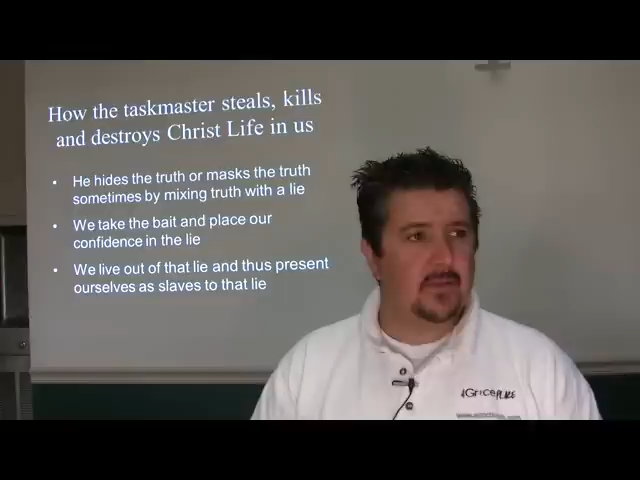 How the taskmaster steals, kills
and destroys Christ Life in us
• He hides the truth or masks the truth
sometimes by mixing truth with a lie
• We take the bait and place our
confidence in the lie
• We live out of that lie and thus present
ourselves as slaves to that lie